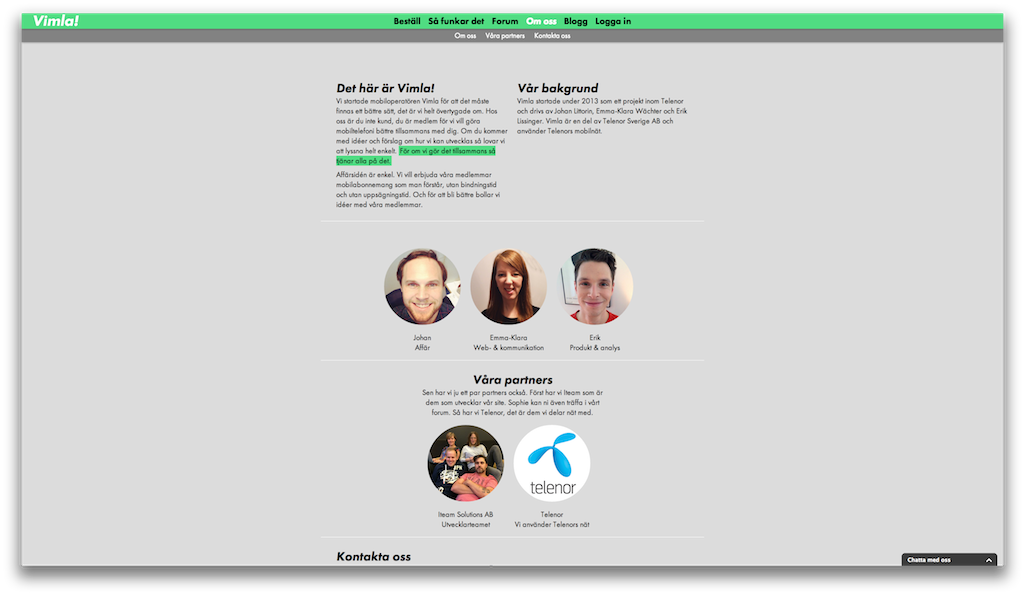 Vimla!
Beställ Så funkar det Forum Om oss Blogg Logga in
Om oss Våra partners Kontakta oss
Det här är Vimla!
Vi startade mobiloperatören Vimla för att det måste
finnas ett bättre sätt, det är vi helt övertygade om. Hos
oss är du inte kund, du är medlem för vi vill göra
mobiltelefoni bättre tillsammans med dig. Om du kommer
med idéer och förslag om hur vi kan utvecklas så lovar vi
att lyssna helt enkelt. För om vi gör det tillsammans så
tjänar alla på det.
Affärsidén är enkel. Vi vill erbjuda våra medlemmar
mobilabonnemang som man förstår, utan bindningstid
och utan uppsägningstid. Och för att bli bättre bollar vi
idéer med våra medlemmar.
Vår bakgrund
Vimla startade under 2013 som ett projekt inom Telenor
och drivs av Johan Littorin, Emma-Klara Wächter och Erik
Lissinger. Vimla är en del av Telenor Sverige AB och
använder Telenors mobilnät.
Johan
Affär
Emma-Klara
Web- & kommunikation
Erik
Produkt & analys
Våra partners
Sen har vi ju ett par partners också. Först har vi Iteam som är
dem som utvecklar vår site. Sophie kan ni även träffa i vårt
forum. Så har vi Telenor, det är dem vi delar nät med.
telenor
Iteam Solutions AB
Utvecklarteamet
Telenor
Vi använder Telenors nät
Kontakta oss
Chatta med oss